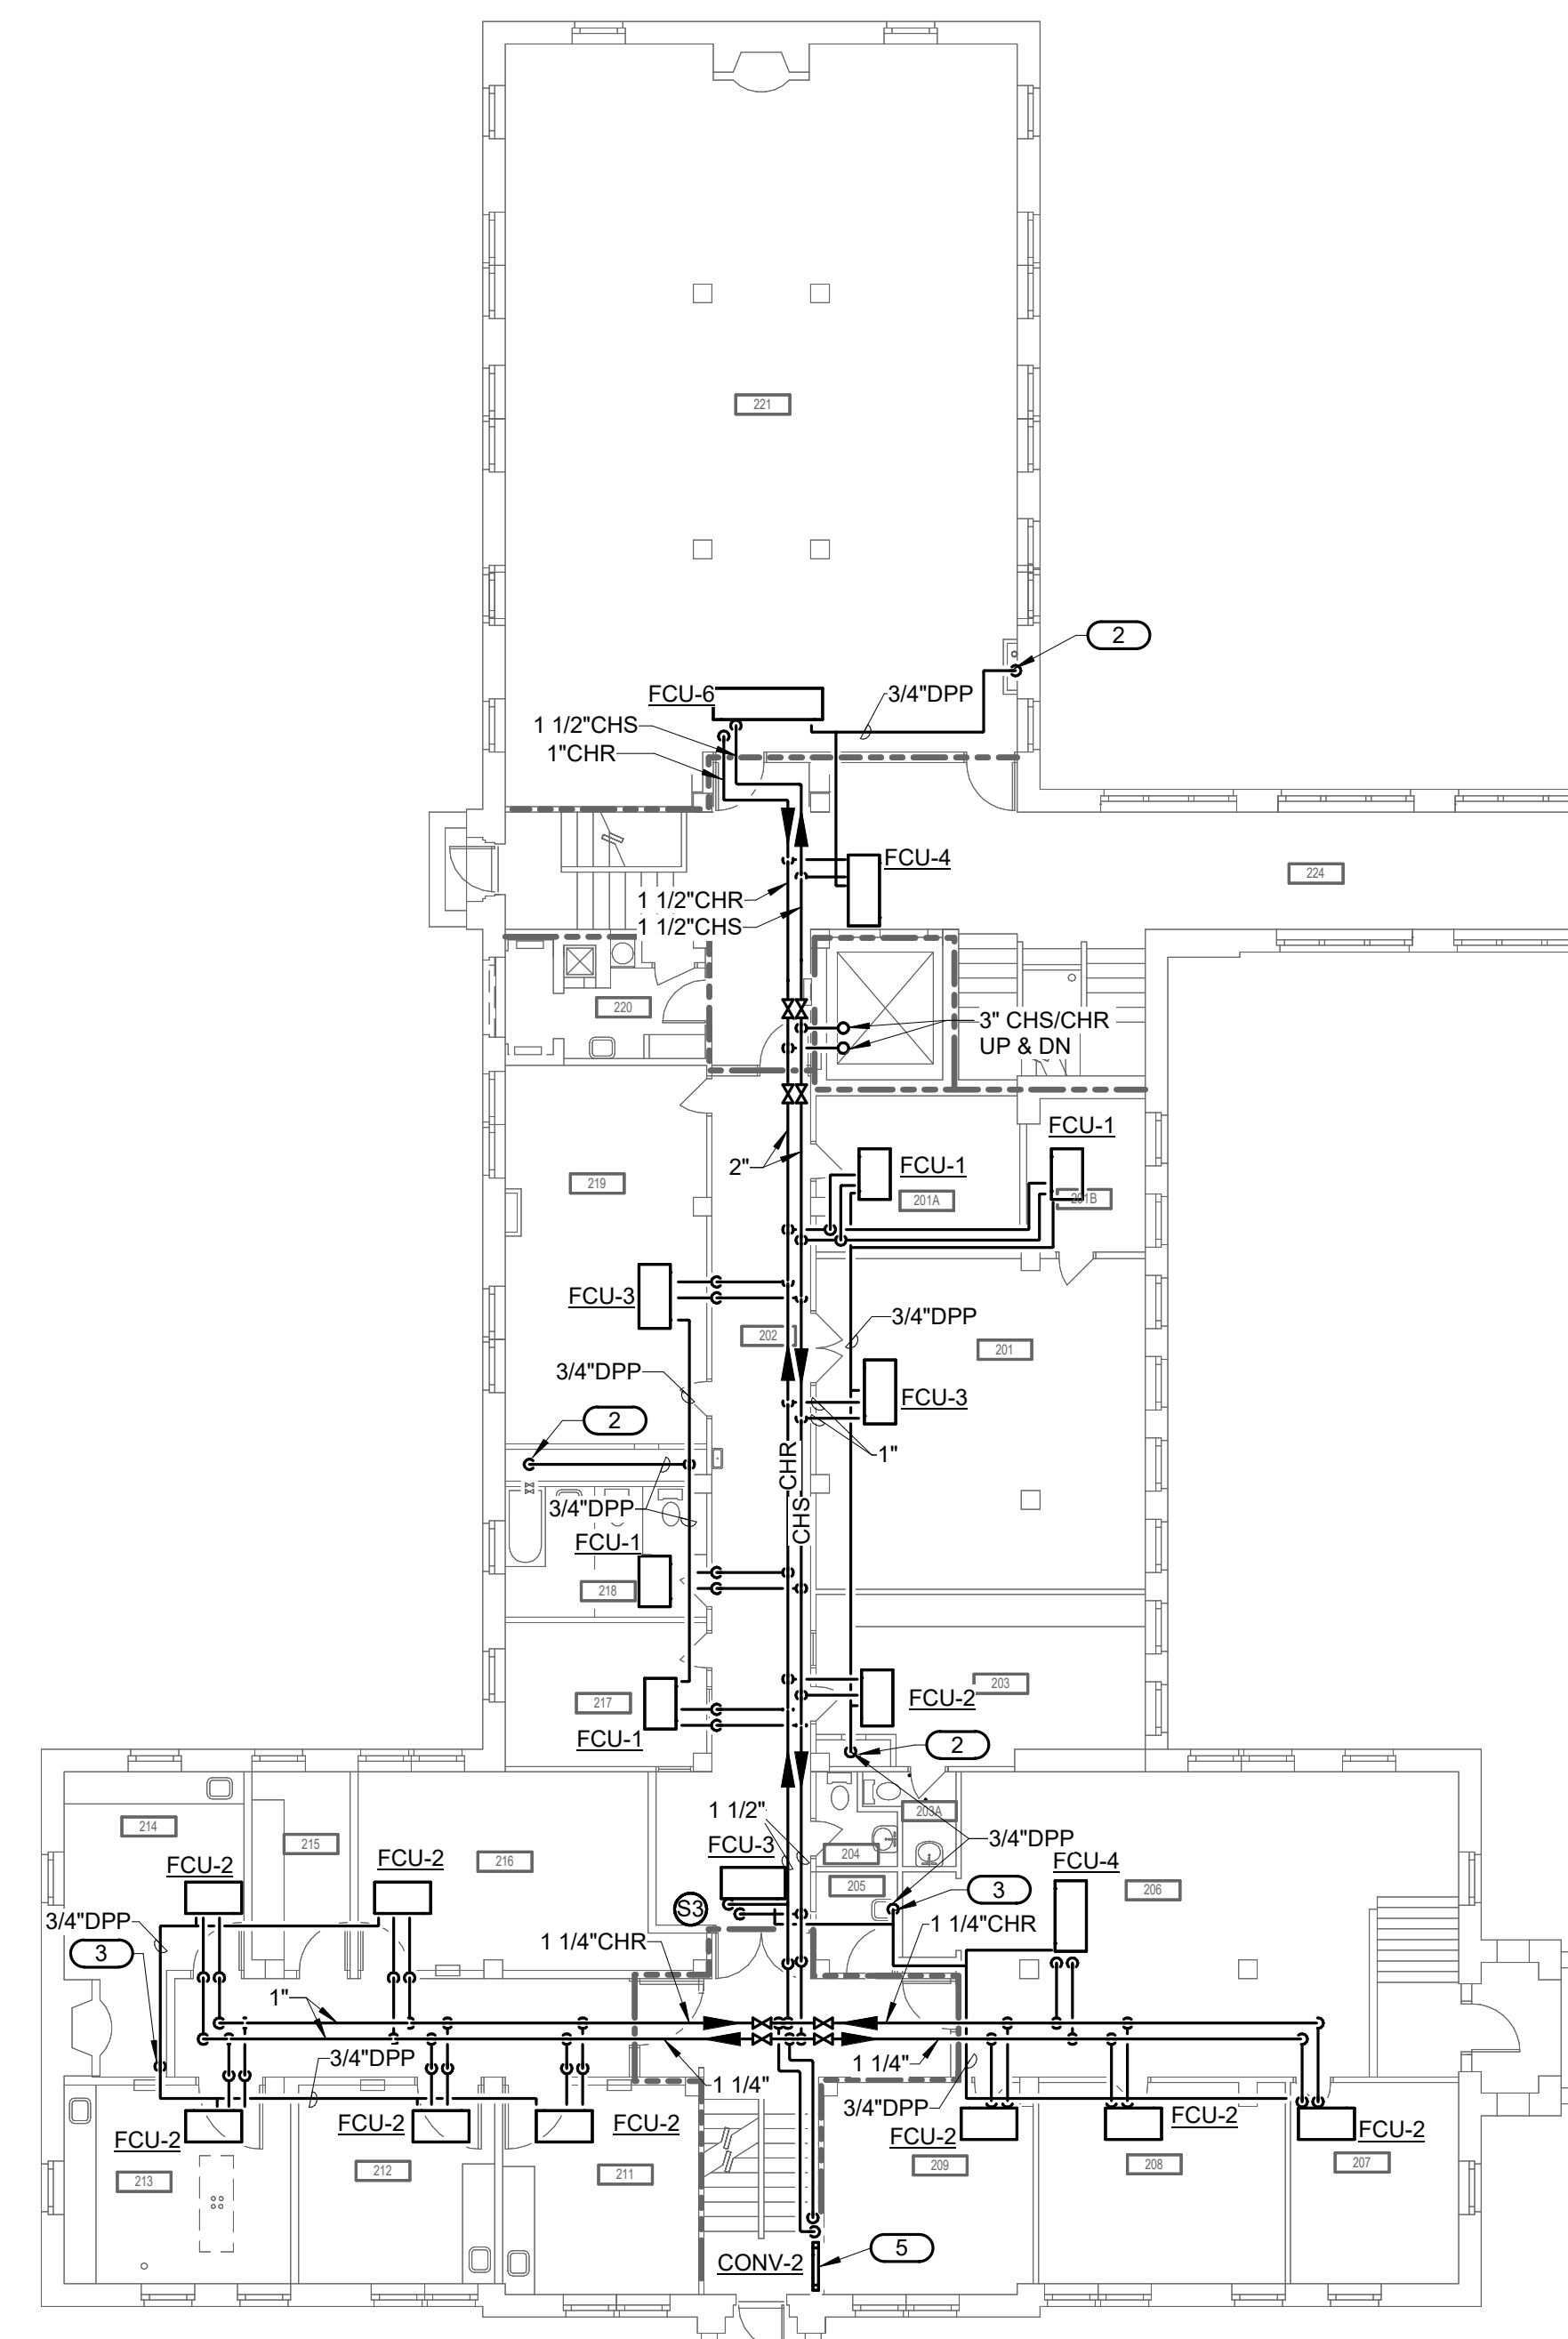 221
2
FCU-6
3/4"DPP
1 1/2"CHS
1"CHR
FCU-4
224
1 1/2"CHR
1 1/2"CHS
220
3" CHS/CHR
UP & DN
FCU-1
2"
FCU-1
219
201A
201B
FCU-3
3/4"DPP
202
201
3/4"DPP
FCU-3
2
1"
CHR
3/4"DPP
CHS
FCU-1
218
203
217
FCU-2
FCU-1
2
1 1/2"
203A
214
215
3/4"DPP
FCU-3
204
216
FCU-2
FCU-2
FCU-4
205
3
206
S3
3/4"DPP
1 1/4"CHR
3
1 1/4"CHR
1"
3/4"DPP
1 1/4"
1 1/4"
3/4"DPP
FCU-2
FCU-2
FCU-2
FCU-2
FCU-2
FCU-2
213
212
211
209
208
207
CONV-2
5